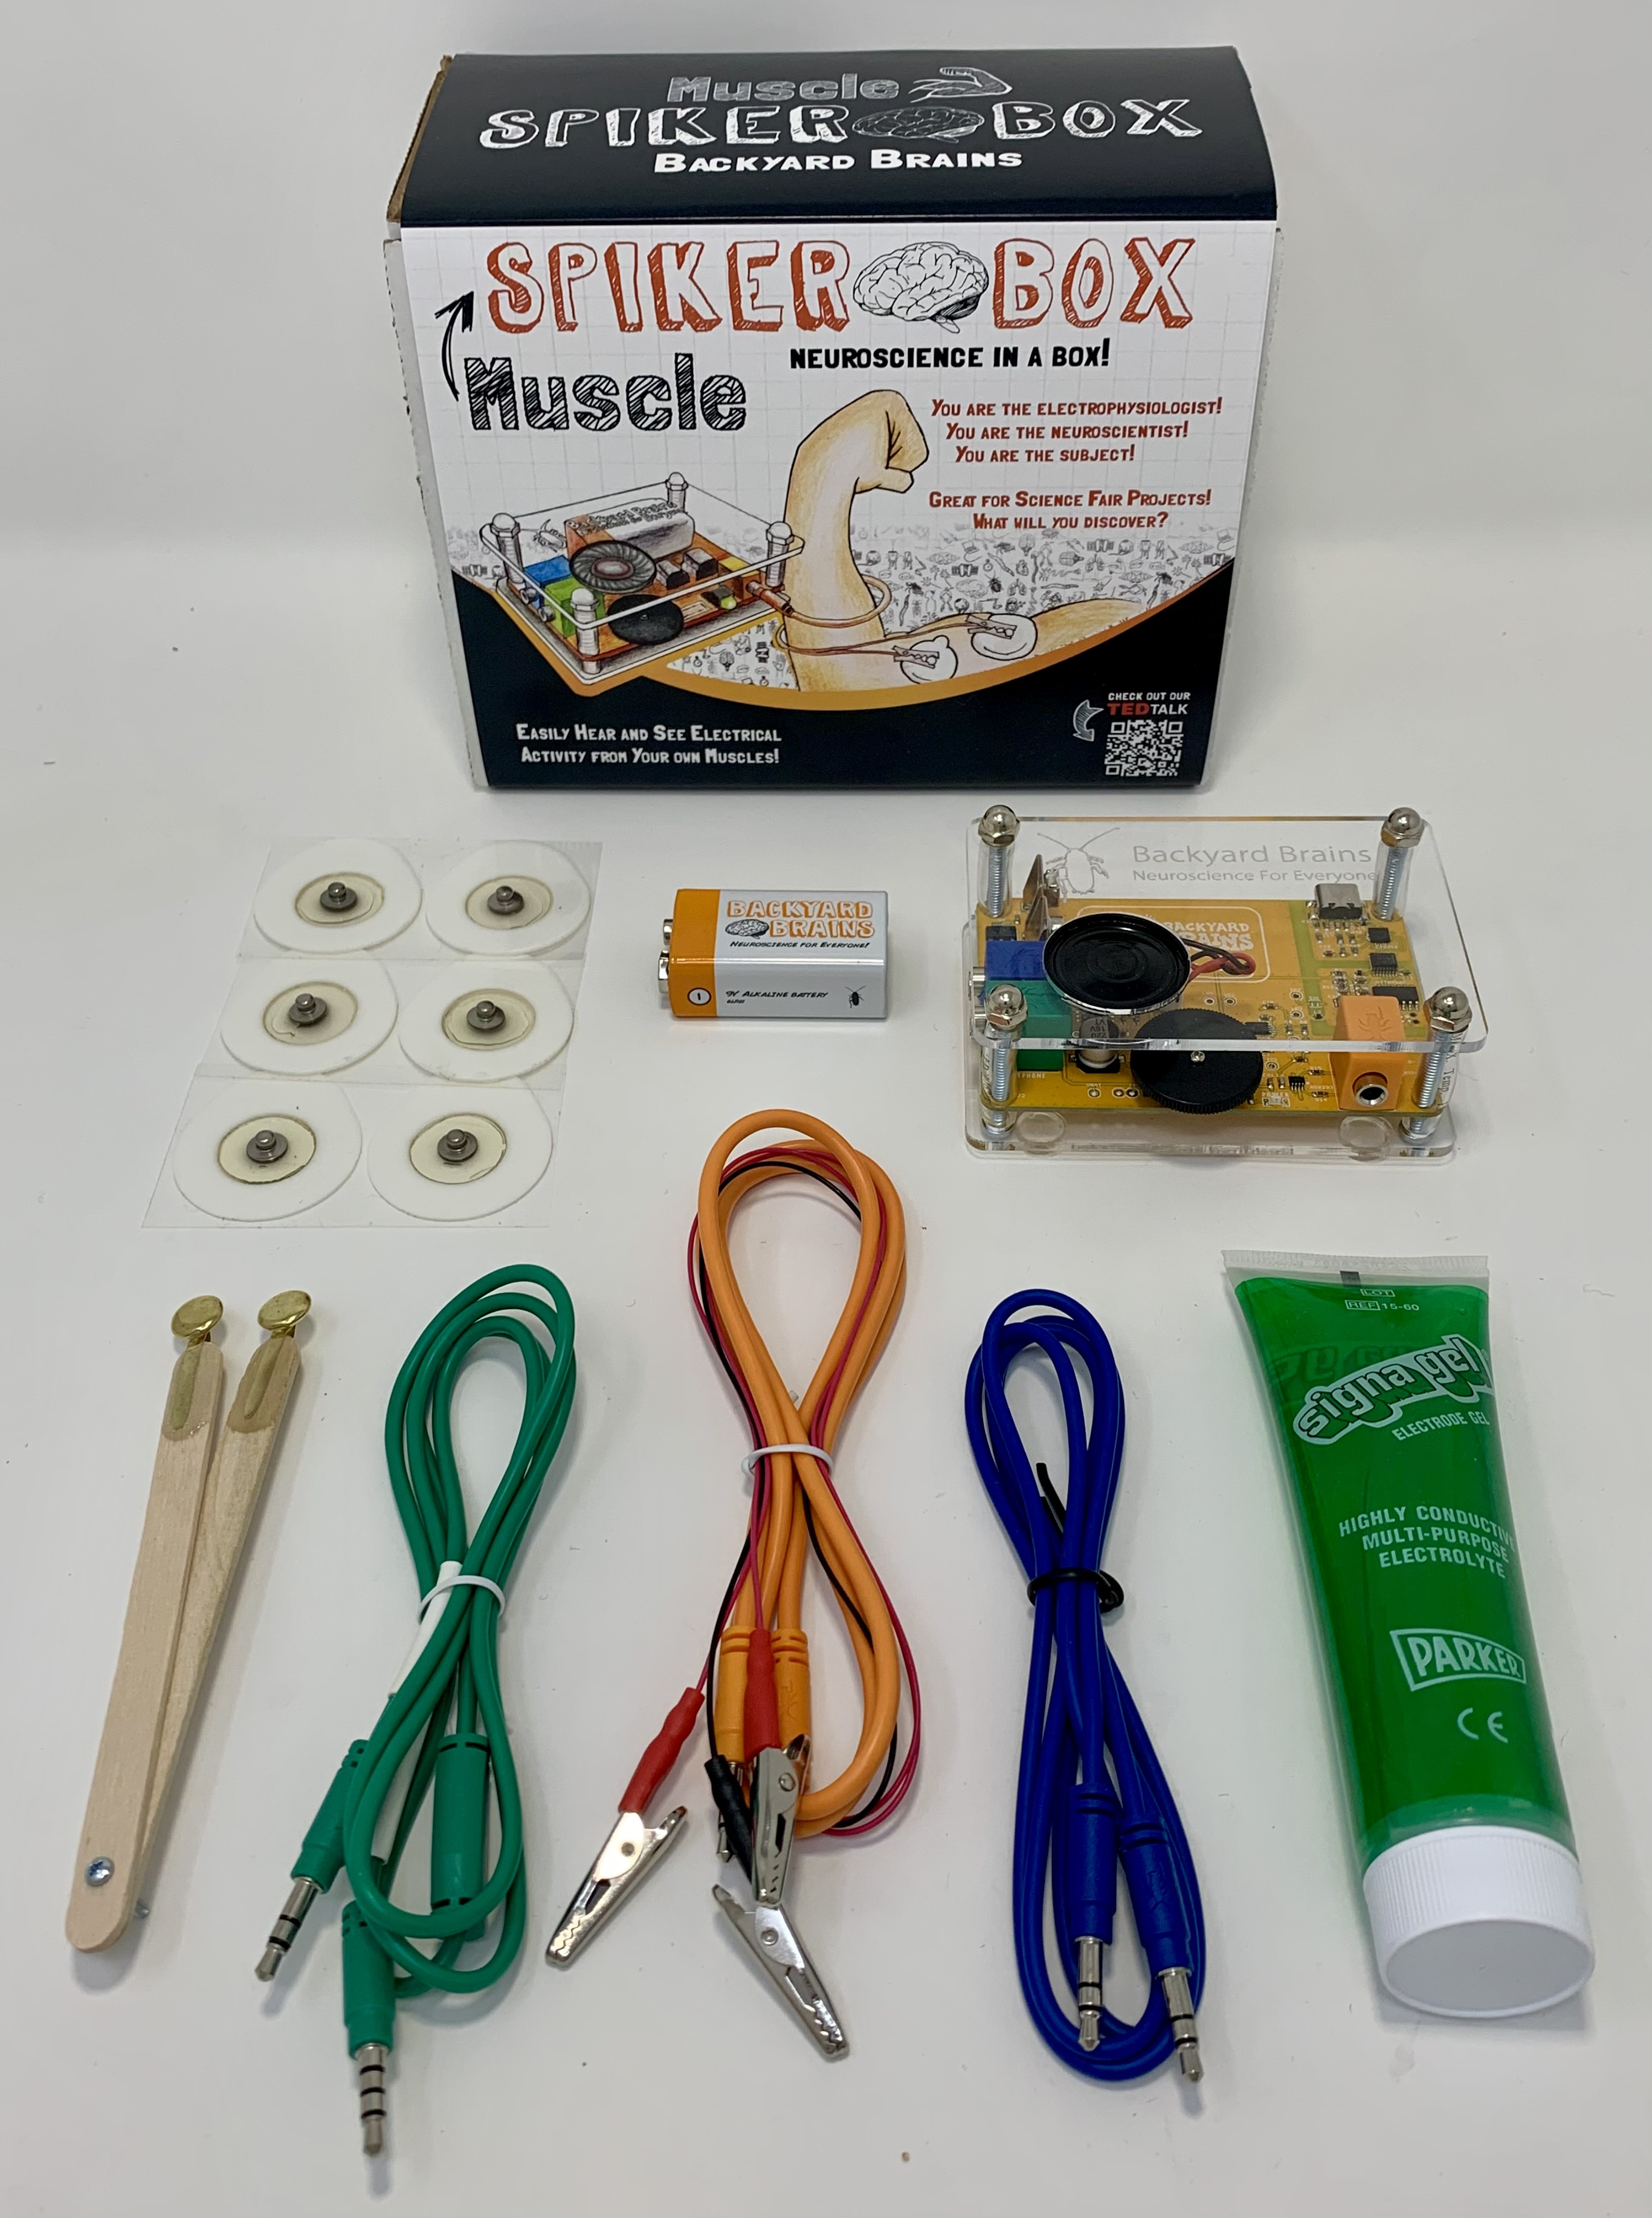 Muscle
SPIKER BOX
BACKYARD BRAINS
SPIKER BOX
Muscle
NEUROSCIENCE IN A BOX!
YOU ARE THE ELECTROPHYSIOLOGIST!
YOU ARE THE NEUROSCIENTIST!
YOU ARE THE SUBJECT!
GREAT FOR SCIENCE FAIR PROJECTS!
WHAT WILL YOU DISCOVER?
EASILY HEAR AND SEE ELECTRICAL
ACTIVITY FROM YOUR OWN MUSCLES!
CHECK OUT OUR
TEDTALK
BACKYARD
BRAINS
NEUROSCIENCE FOR EVERYONE!
9V ALKALINE BATTERY
Backyard Brains
Neuroscience For Everyone
BACKYARD
BRAINS
LOT
REF 15-60
signa gel
ELECTRODE GEL
HIGHLY CONDUCTIVE
MULTI-PURPOSE
ELECTROLYTE
PARKER
CE